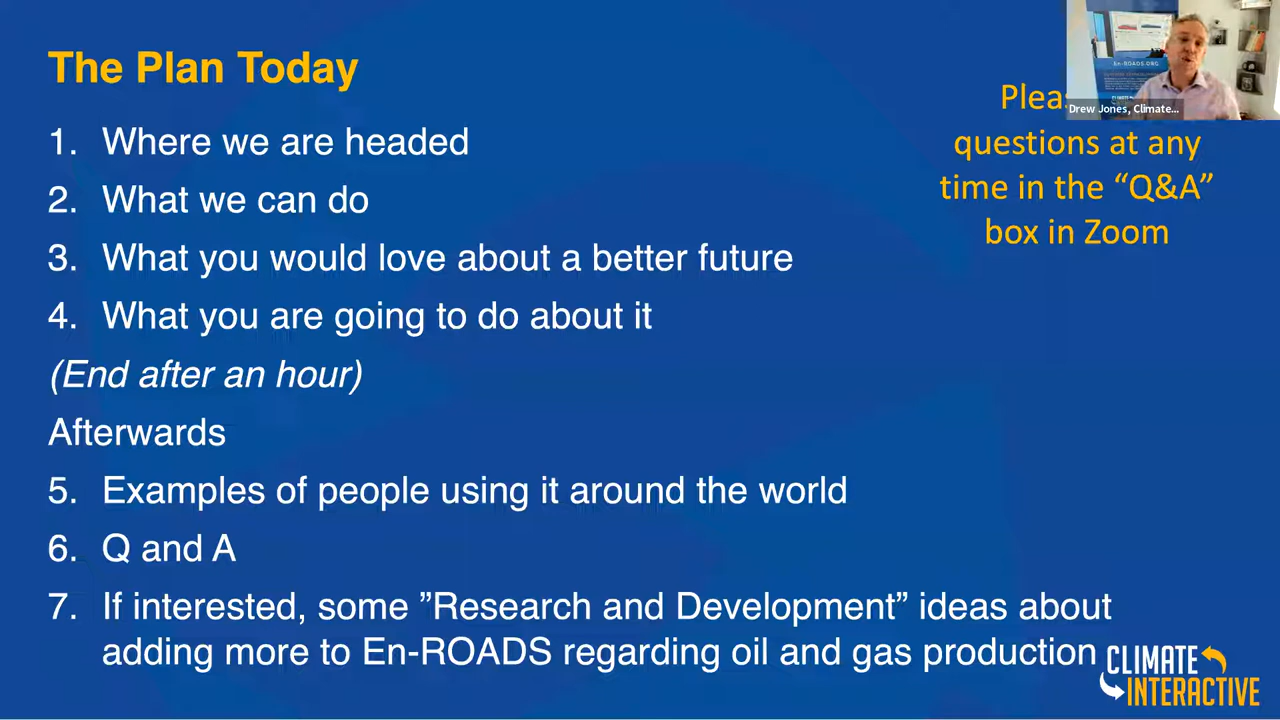 The Plan Today
1. Where we are headed
2. What we can do
3. What you would love about a better future
4. What you are going to do about it
(End after an hour)
Afterwards
5. Examples of people using it around the world
6. Q and A
7. If interested, some ”Research and Development” ideas about
adding more to En-ROADS regarding oil and gas production
Plea
questions at any
time in the “Q&A”
box in Zoom
En-ROADS.ORG
Drew Jones, Climate...
CLIMATE
INTERACTIVE